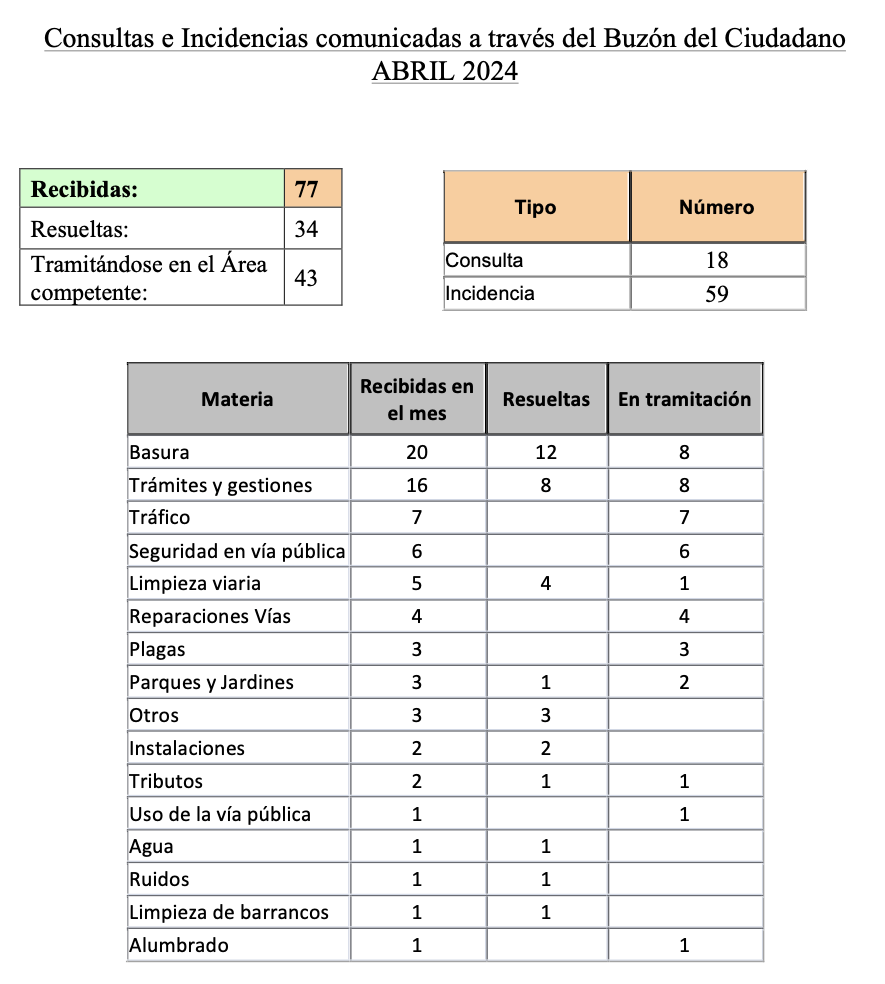 Consultas e Incidencias comunicadas a través del Buzón del Ciudadano
ABRIL 2024
Recibidas: 77
Resueltas: 34
Tramitándose en el Área
competente: 43
Tipo Número
Consulta 18
Incidencia 59
Materia Recibidas en
el mes Resueltas En tramitación
Basura 20 12 8
Trámites y gestiones 16 8 8
Tráfico 7 7
Seguridad en vía pública 6 6
Limpieza viaria 5 4 1
Reparaciones Vías 4 4
Plagas 3 3
Parques y Jardines 3 1 2
Otros 3 3
Instalaciones 2 2
Tributos 2 1 1
Uso de la vía pública 1 1
Agua 1 1
Ruidos 1 1
Limpieza de barrancos 1 1
Alumbrado 1 1